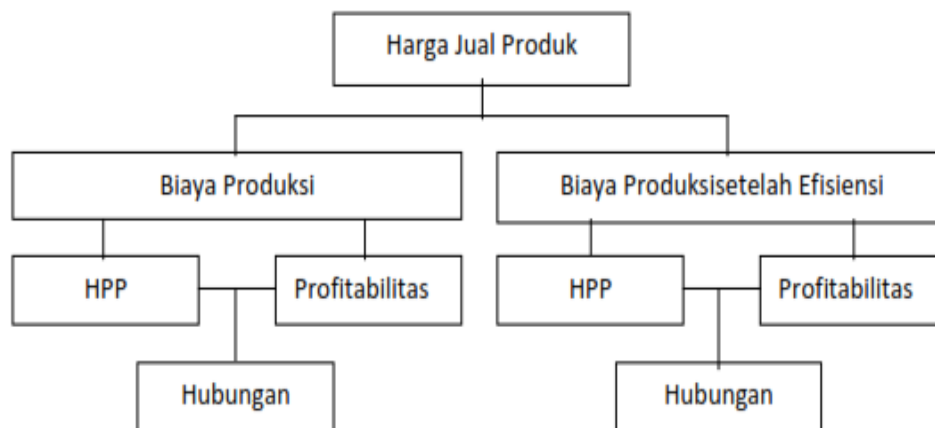 Harga Jual Produk
Biaya Produksi
Biaya Produksisetelah Efisiensi
HPP
Profitabilitas
HPP
Profitabilitas
Hubungan
Hubungan